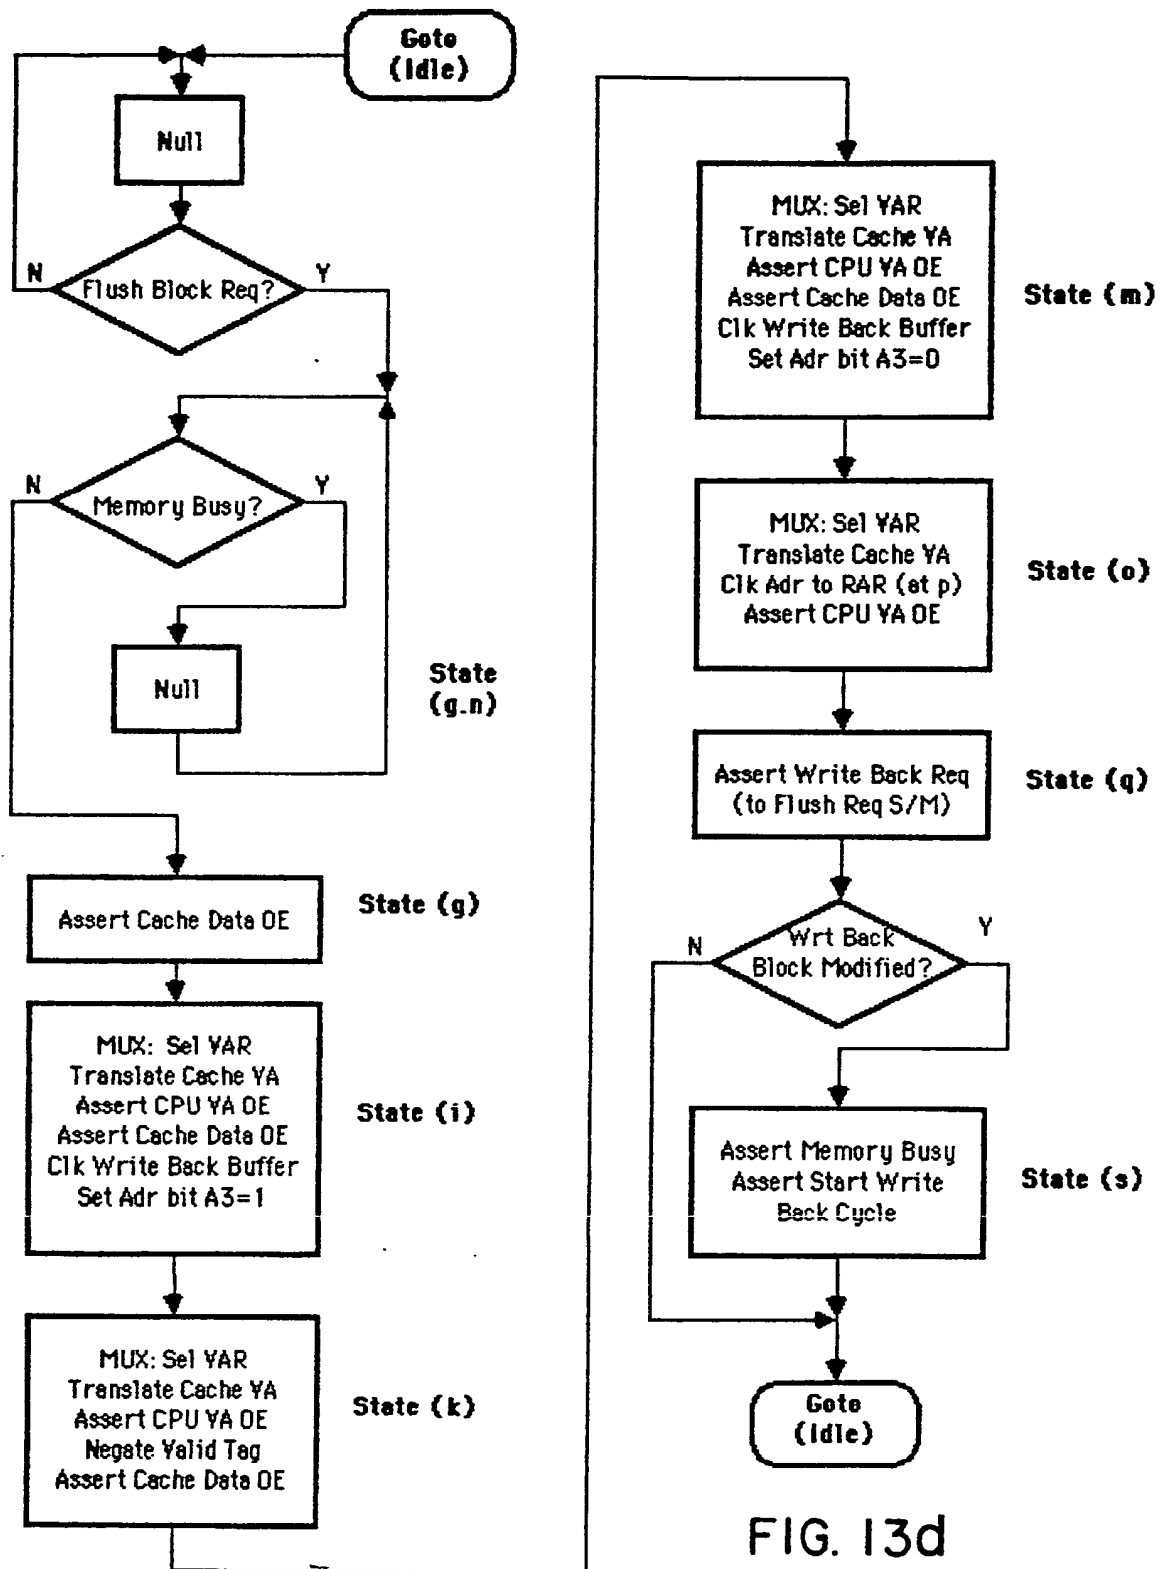 Goto
(Idle)
Null
N
Flush Block Req?
Y
N
Memory Busy?
Y
Null
State
(g.n)
Assert Cache Data OE
State (g)
MUX: Sel VAR
Translate Cache VA
Assert CPU VA OE
Assert Cache Data OE
Clk Write Back Buffer
Set Adr bit A3=1
State (i)
MUX: Sel VAR
Translate Cache VA
Assert CPU VA OE
Negate Valid Tag
Assert Cache Data OE
State (k)
MUX: Sel VAR
Translate Cache VA
Assert CPU VA OE
Assert Cache Data OE
Clk Write Back Buffer
Set Adr bit A3=0
State (m)
MUX: Sel VAR
Translate Cache VA
Clk Adr to RAR (at p)
Assert CPU VA OE
State (o)
Assert Write Back Req
(to Flush Req S/M)
State (q)
N
Wrt Back
Block Modified?
Y
Assert Memory Busy
Assert Start Write
Back Cycle
State (s)
Goto
(Idle)
FIG. 13d